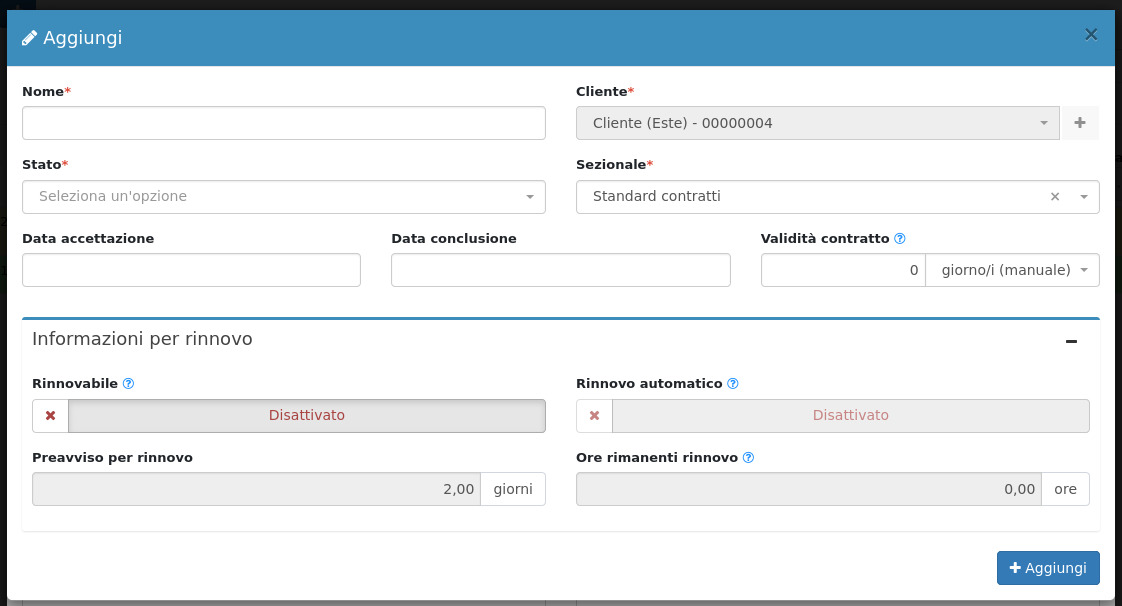 Aggiungi
×
Nome*
Cliente*
Cliente (Este) - 00000004
Stato*
Sezionale*
Seleziona un'opzione
Standard contratti ×
Data accettazione
Data conclusione
Validità contratto
0 giorno/i (manuale)
Informazioni per rinnovo
Rinnovabile
Rinnovo automatico
Disattivato
Disattivato
Preavviso per rinnovo
Ore rimanenti rinnovo
2,00 giorni
0,00 ore
Aggiungi